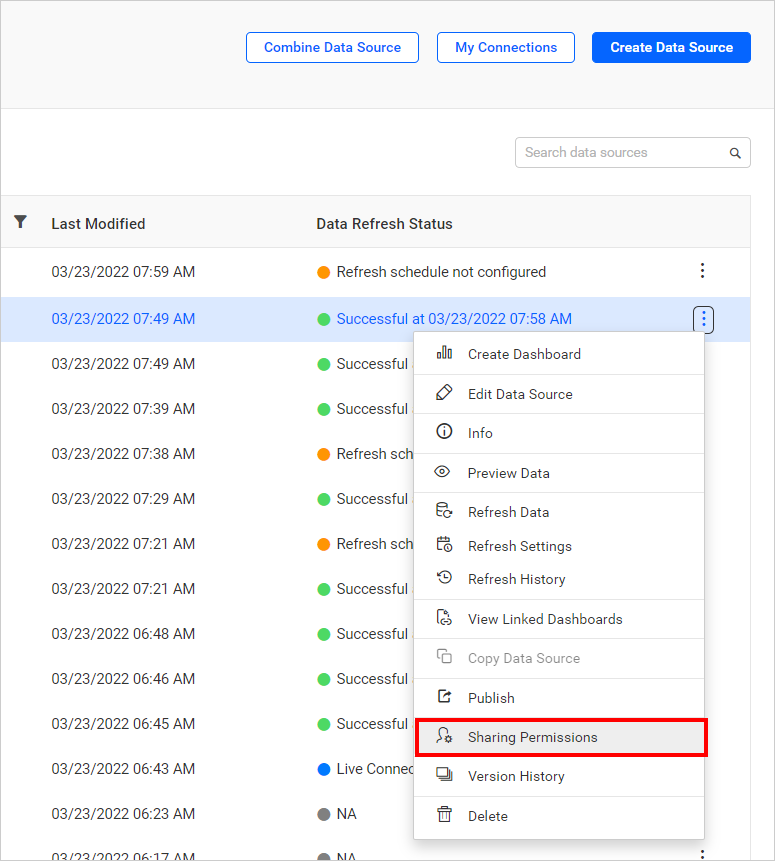 Combine Data Source My Connections Create Data Source
Search data sources
Last Modified Data Refresh Status
03/23/2022 07:59 AM Refresh schedule not configured
03/23/2022 07:49 AM Successful at 03/23/2022 07:58 AM
03/23/2022 07:49 AM Successful
03/23/2022 07:39 AM Successful
03/23/2022 07:38 AM Refresh sch
03/23/2022 07:29 AM Successful
03/23/2022 07:21 AM Refresh sch
03/23/2022 07:21 AM Successful
03/23/2022 06:48 AM Successful
03/23/2022 06:46 AM Successful
03/23/2022 06:45 AM Successful
03/23/2022 06:43 AM Live Connec
03/23/2022 06:23 AM NA
03/23/2022 06:17 AM NA
Create Dashboard
Edit Data Source
Info
Preview Data
Refresh Data
Refresh Settings
Refresh History
View Linked Dashboards
Copy Data Source
Publish
Sharing Permissions
Version History
Delete